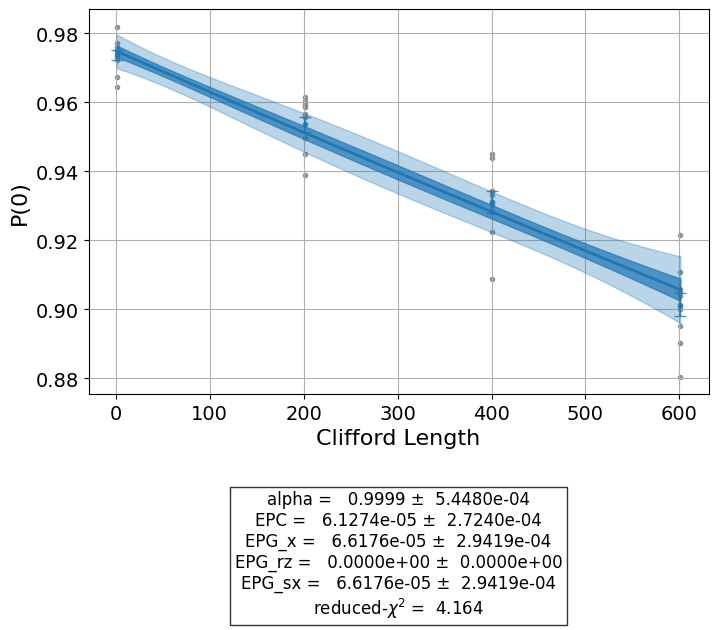 0.98
0.96
0.94
0.92
0.90
0.88
P(0)
0 100 200 300 400 500 600
Clifford Length
alpha = 0.9999 ± 5.4480e-04
EPC = 6.1274e-05 ± 2.7240e-04
EPG_x = 6.6176e-05 ± 2.9419e-04
EPG_rz = 0.0000e+00 ± 0.0000e+00
EPG_sx = 6.6176e-05 ± 2.9419e-04
reduced-χ² = 4.164